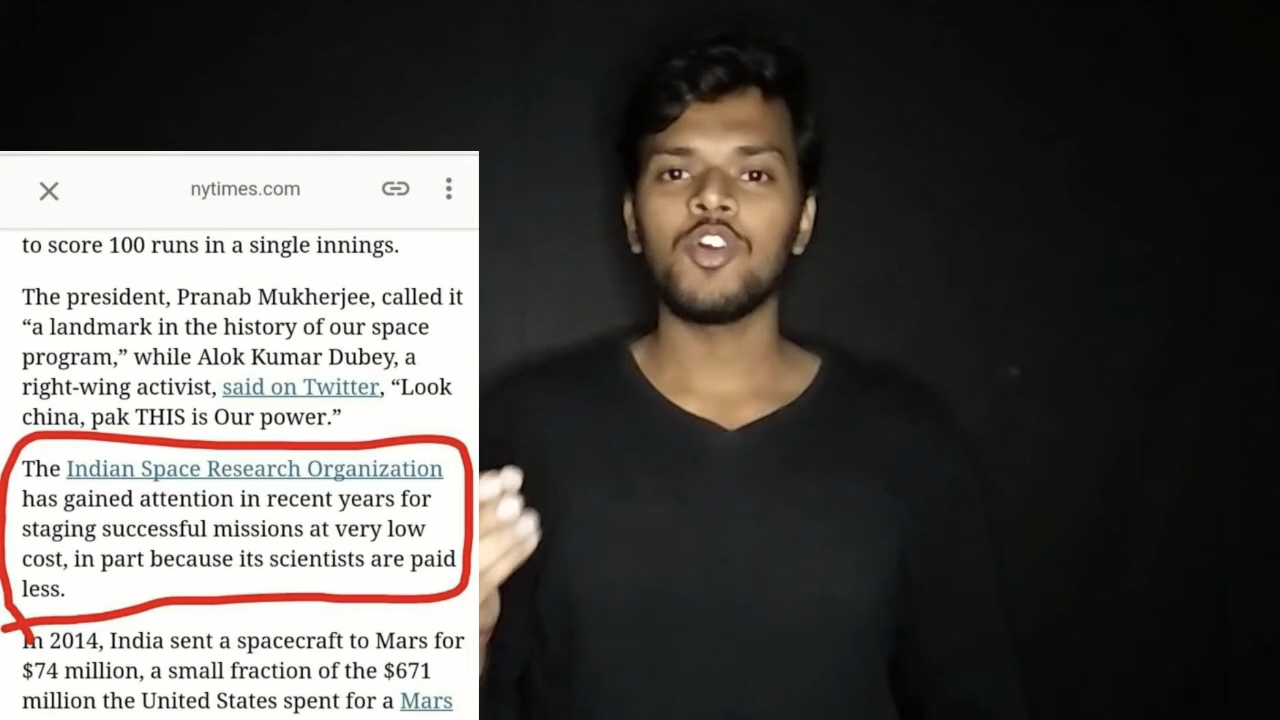 nytimes.com
to score 100 runs in a single innings.
The president, Pranab Mukherjee, called it
“a landmark in the history of our space
program,” while Alok Kumar Dubey, a
right-wing activist, said on Twitter, “Look
china, pak THIS is Our power.”
The Indian Space Research Organization
has gained attention in recent years for
staging successful missions at very low
cost, in part because its scientists are paid
less.
In 2014, India sent a spacecraft to Mars for
$74 million, a small fraction of the $671
million the United States spent for a Mars